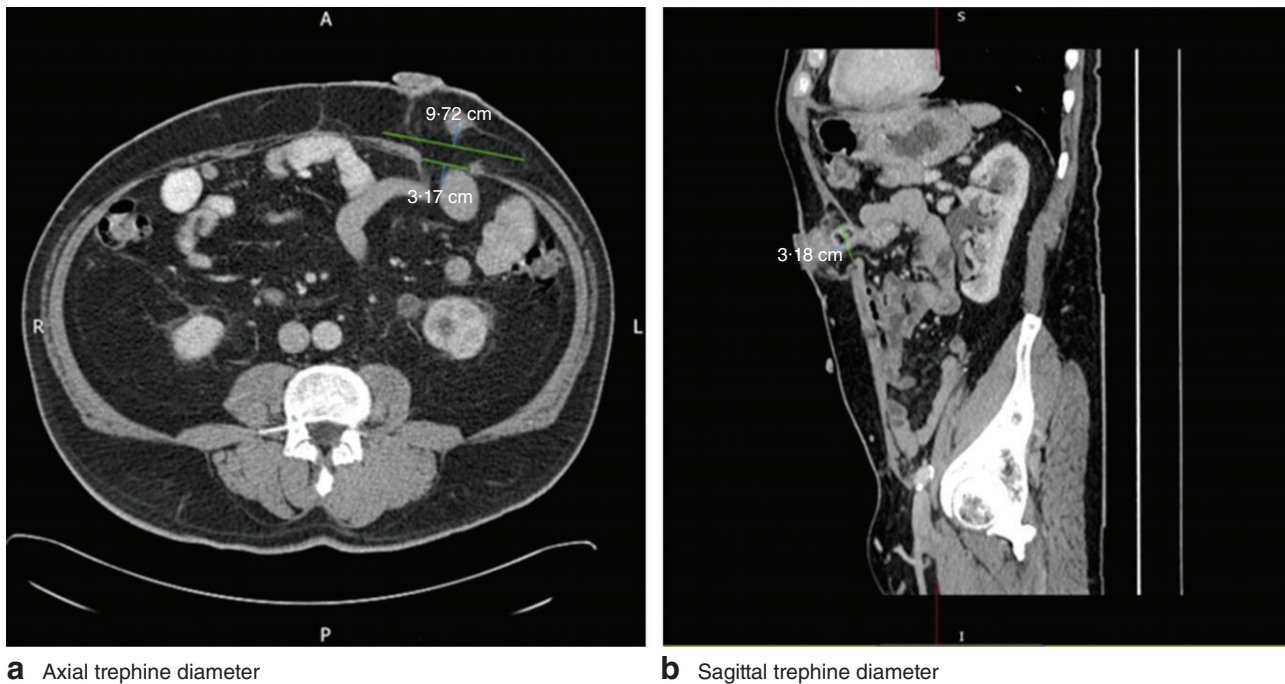 A
9·72 cm
3·17 cm
R
L
P
S
3·18 cm
I
a Axial trephine diameter
b Sagittal trephine diameter